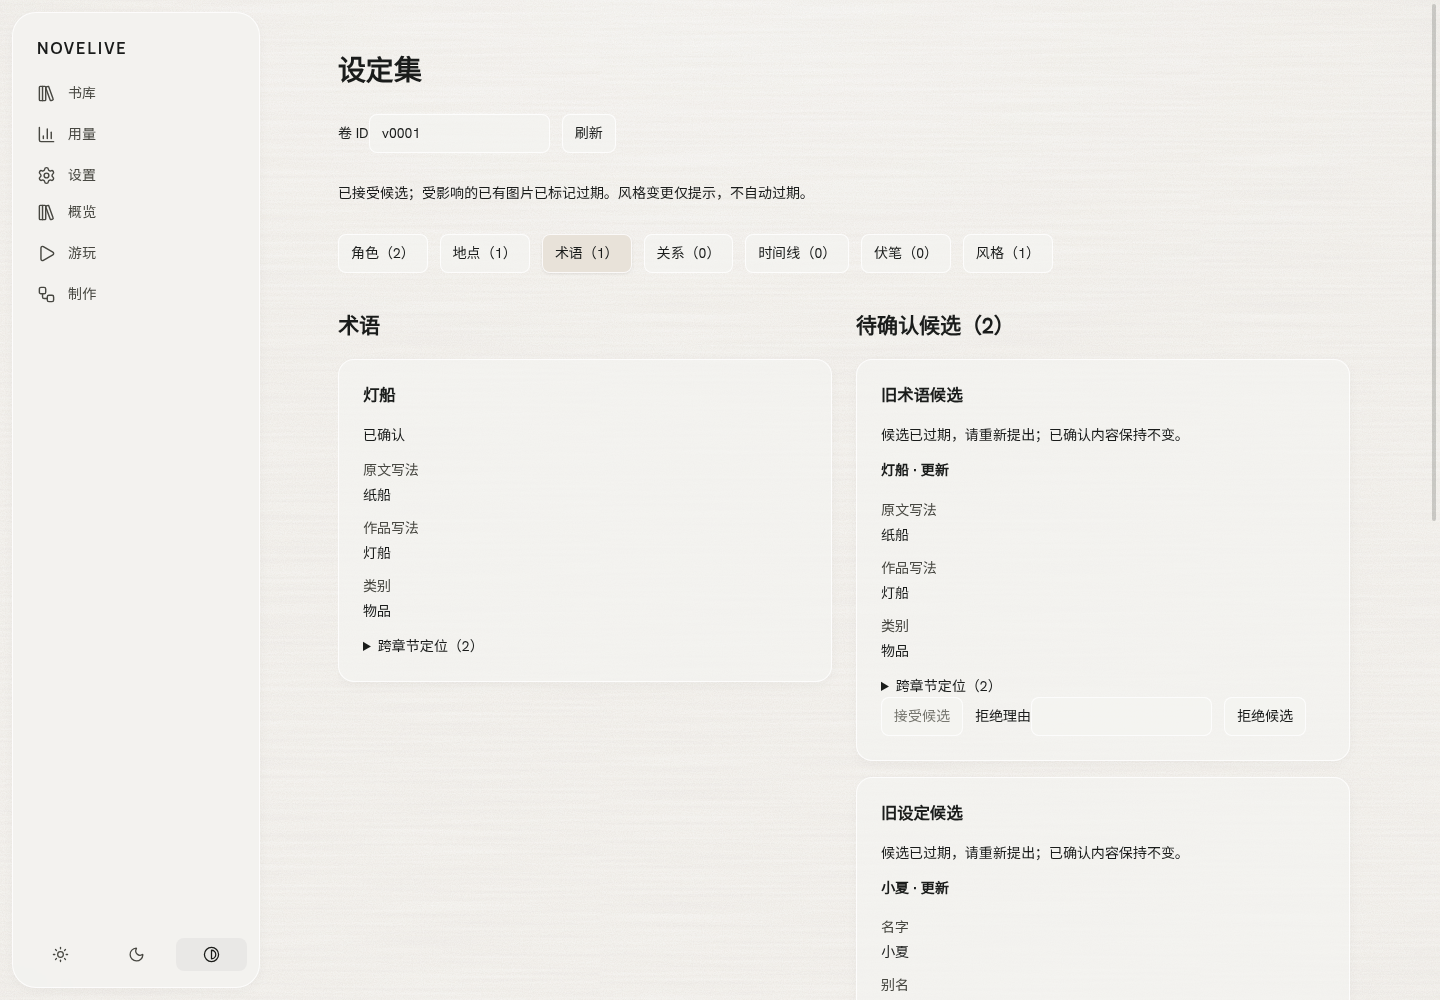 NOVELIVE
书库
用量
设置
概览
游玩
制作
设定集
卷 ID v0001 刷新
已接受候选；受影响的已有图片已标记过期。风格变更仅提示，不自动过期。
角色（2） 地点（1） 术语（1） 关系（0） 时间线（0） 伏笔（0） 风格（1）
术语
灯船
已确认
原文写法
纸船
作品写法
灯船
类别
物品
跨章节定位（2）
待确认候选（2）
旧术语候选
候选已过期，请重新提出；已确认内容保持不变。
灯船 · 更新
原文写法
纸船
作品写法
灯船
类别
物品
跨章节定位（2）
接受候选 拒绝理由 拒绝候选
旧设定候选
候选已过期，请重新提出；已确认内容保持不变。
小夏 · 更新
名字
小夏
别名